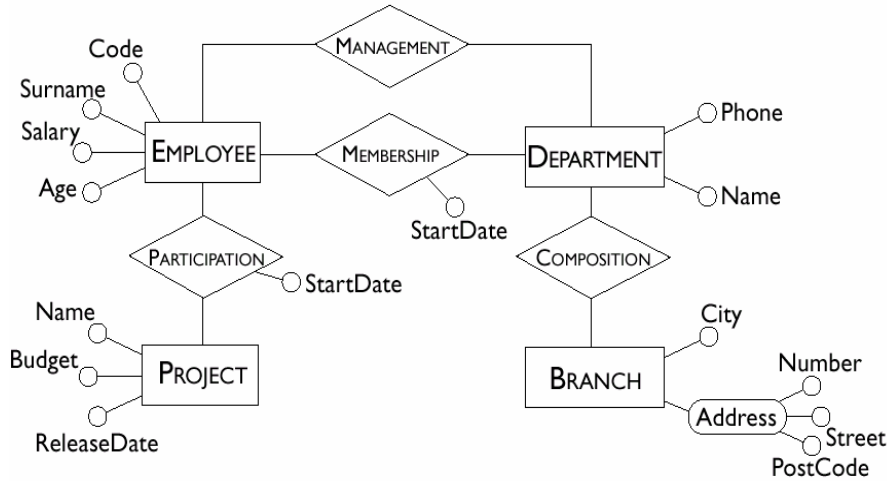 MANAGEMENT
Code
Surname
Salary
Age
EMPLOYEE
MEMBERSHIP
StartDate
DEPARTMENT
Phone
Name
PARTICIPATION
StartDate
COMPOSITION
Name
Budget
ReleaseDate
PROJECT
BRANCH
City
Address
Number
Street
PostCode